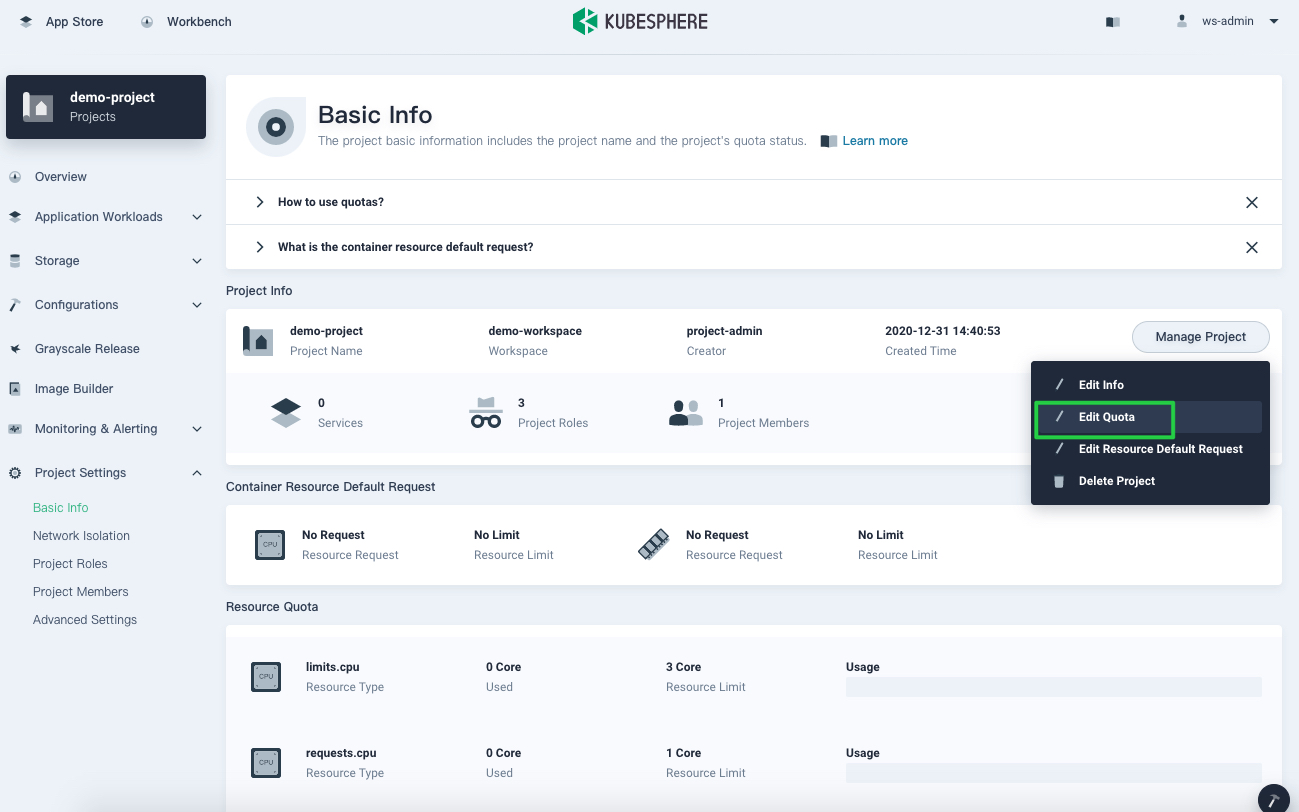 App Store
Workbench
KUBESPHERE
ws-admin
demo-project
Projects
Overview
Application Workloads
Storage
Configurations
Grayscale Release
Image Builder
Monitoring & Alerting
Project Settings
Basic Info
Network Isolation
Project Roles
Project Members
Advanced Settings
Basic Info
The project basic information includes the project name and the project's quota status. Learn more
How to use quotas?
What is the container resource default request?
Project Info
demo-project
Project Name
demo-workspace
Workspace
project-admin
Creator
2020-12-31 14:40:53
Created Time
Manage Project
Edit Info
Edit Quota
Edit Resource Default Request
Delete Project
0
Services
3
Project Roles
1
Project Members
Container Resource Default Request
CPU
No Request
Resource Request
No Limit
Resource Limit
No Request
Resource Request
No Limit
Resource Limit
Resource Quota
CPU
limits.cpu
Resource Type
0 Core
Used
3 Core
Resource Limit
Usage
CPU
requests.cpu
Resource Type
0 Core
Used
1 Core
Resource Limit
Usage